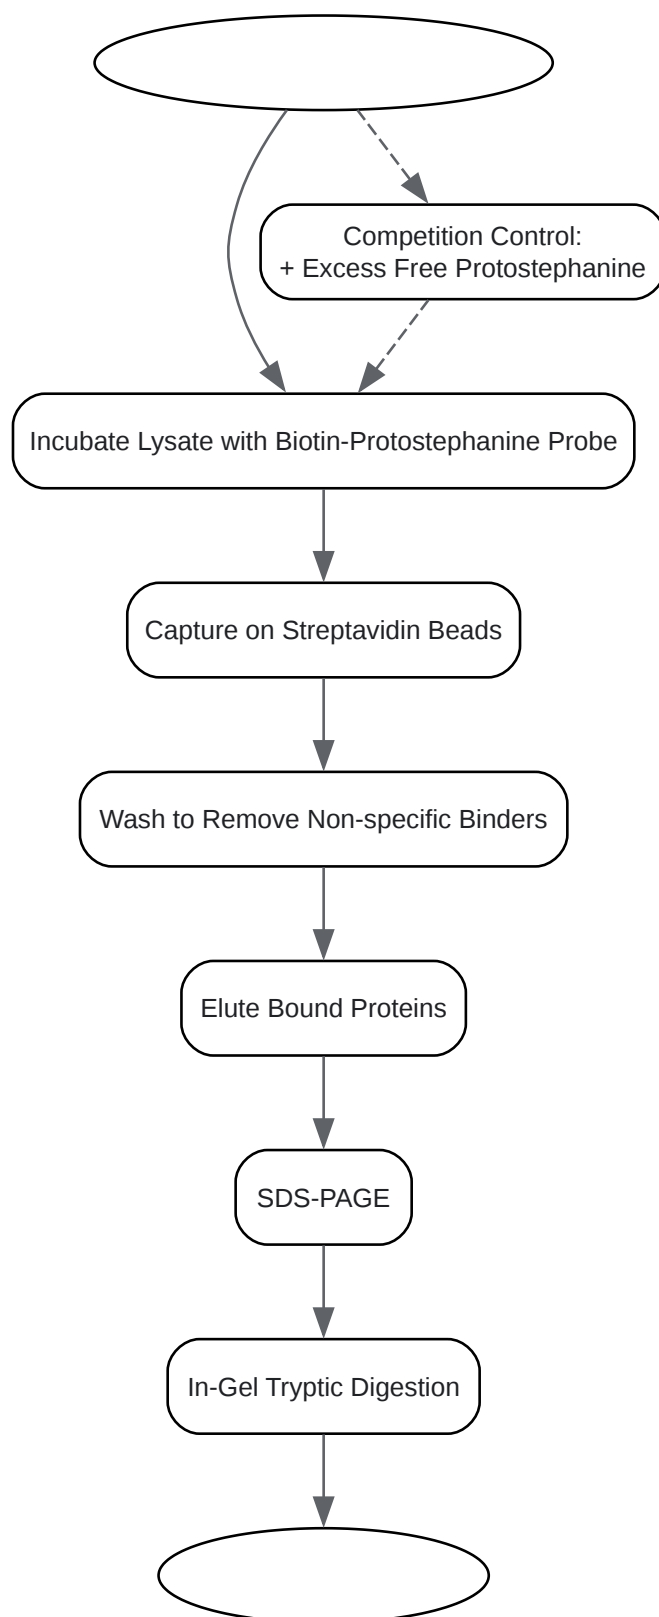 Competition Control:
+ Excess Free Protostephanine
Incubate Lysate with Biotin-Protostephanine Probe
Capture on Streptavidin Beads
Wash to Remove Non-specific Binders
Elute Bound Proteins
SDS-PAGE
In-Gel Tryptic Digestion